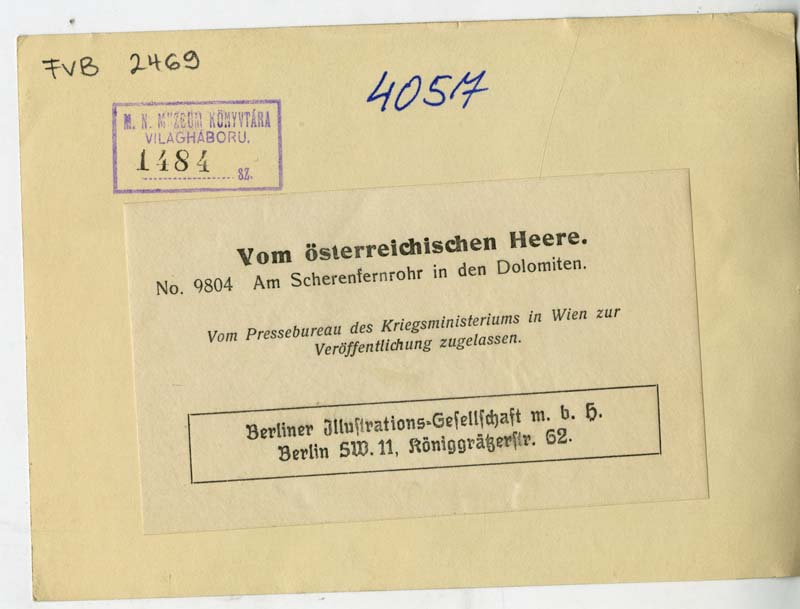 FVB 2469
4057
M. N. MUZEUM KÖNYVTÁRA
VILÁGHÁBORU.
1484 SZ.
Vom österreichischen Heere.
No. 9804 Am Scherenfernrohr in den Dolomiten.
Vom Pressebureau des Kriegsministeriums in Wien zur
Veröffentlichung zugelassen.
Berliner Illuſtrations-Geſellſchaft m. b. H.
Berlin SW. 11, Königgrätzerſtr. 62.